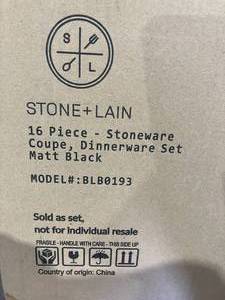 S
L
STONE+LAIN
16 Piece - Stoneware
Coupe, Dinnerware Set
Matt Black
MODEL#:BLB0193
Sold as set,
not for individual resale
FRAGILE - HANDLE WITH CARE - THIS SIDE UP
Country of origin: China